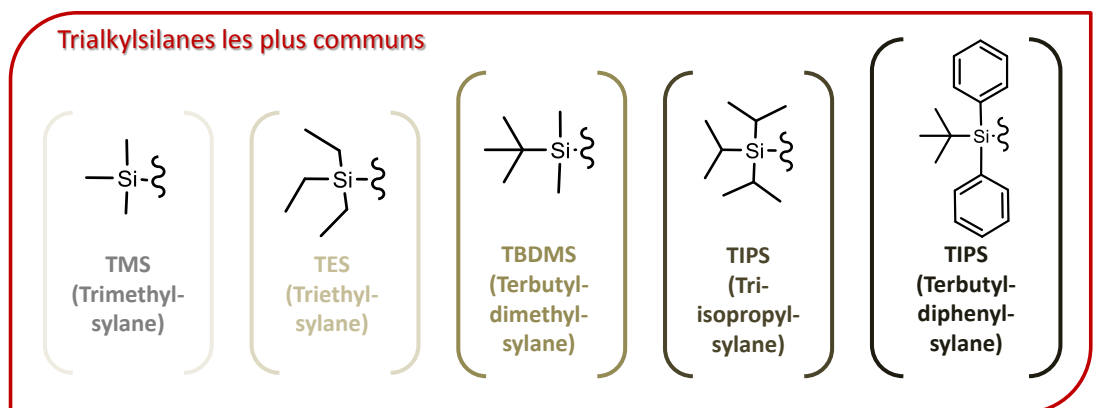 Trialkylsilanes les plus communs
Si
TMS
(Trimethyl-
sylane)
Si
TES
(Triethyl-
sylane)
Si
TBDMS
(Terbutyl-
dimethyl-
sylane)
Si
TIPS
(Tri-
isopropyl-
sylane)
Si
TIPS
(Terbutyl-
diphenyl-
sylane)